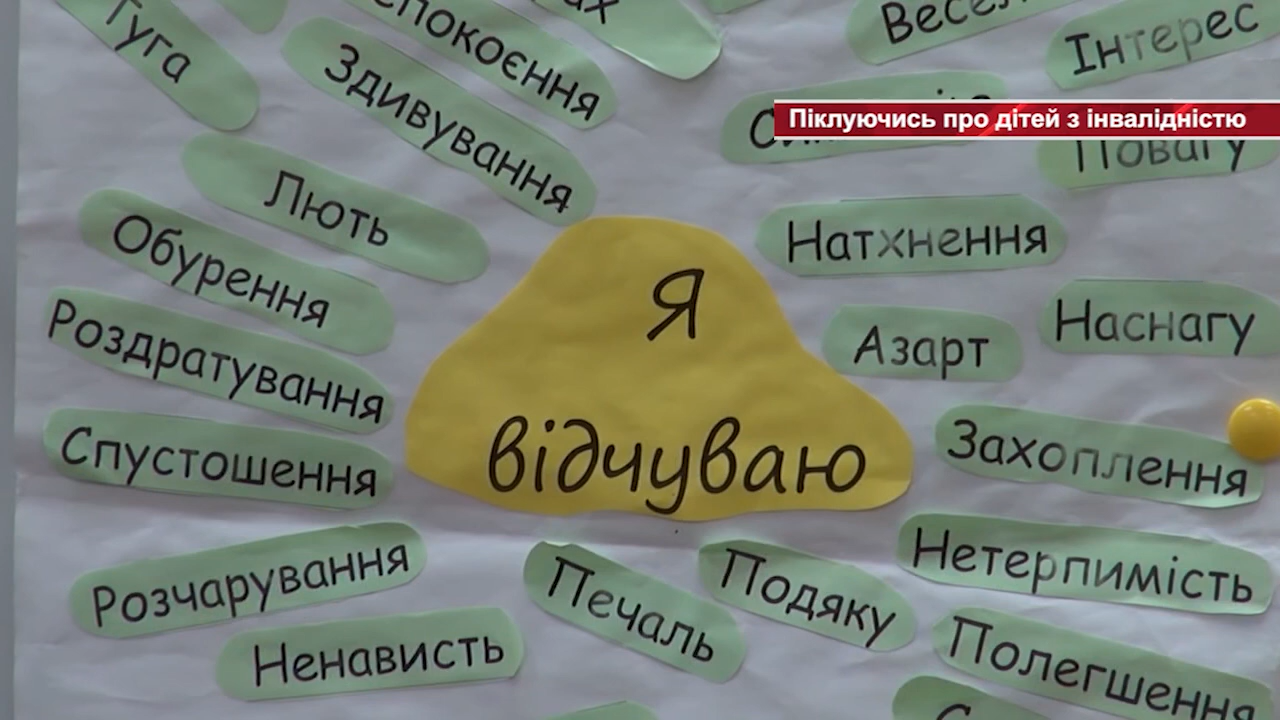 Туга
Здивування
Інтерес
Піклуючись про дітей з інвалідністю
Повагу
Лють
Обурення
Натхнення
Роздратування
Азарт
Наснагу
Я
відчуваю
Спустошення
Захоплення
Розчарування
Ненависть
Печаль
Подяку
Нетерпимість
Полегшення